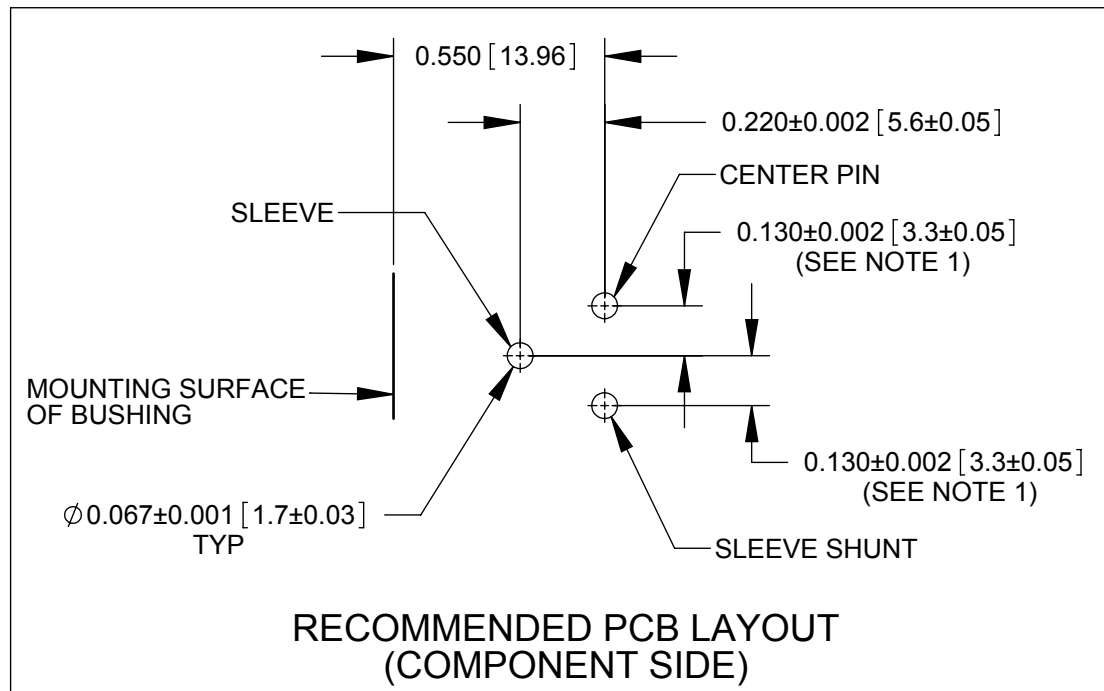 0.550 [13.96]
0.220±0.002 [5.6±0.05]
CENTER PIN
SLEEVE
0.130±0.002 [3.3±0.05]
(SEE NOTE 1)
MOUNTING SURFACE
OF BUSHING
0.130±0.002 [3.3±0.05]
(SEE NOTE 1)
∅0.067±0.001 [1.7±0.03]
TYP
SLEEVE SHUNT
RECOMMENDED PCB LAYOUT
(COMPONENT SIDE)